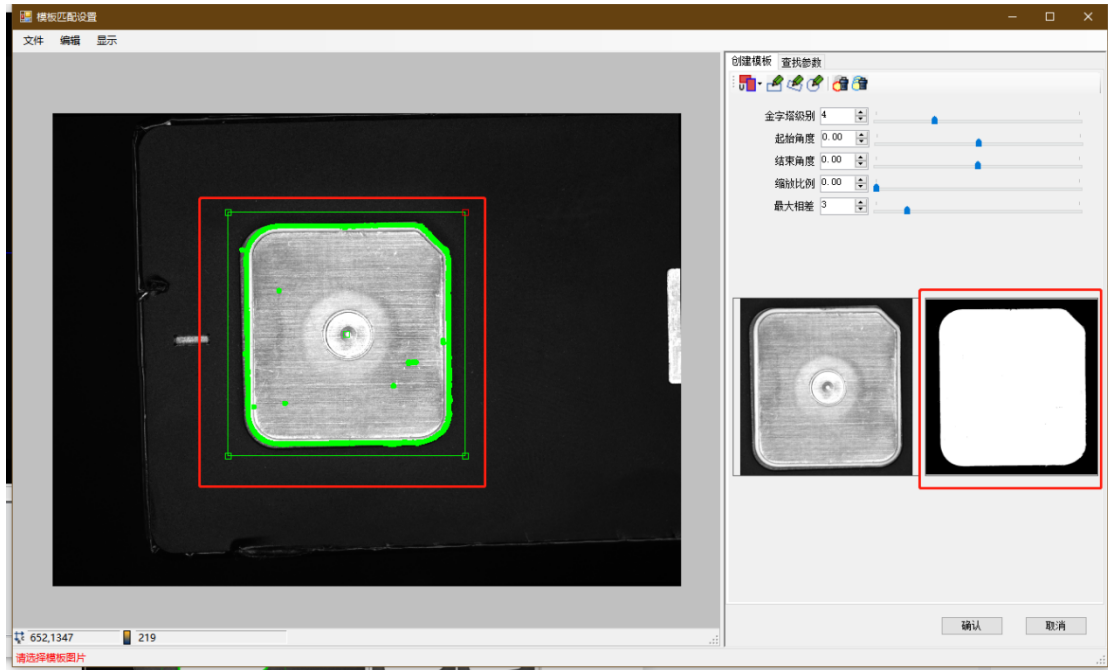 模板匹配设置
文件 编辑 显示
创建模板 查找参数
金字塔级别 4
起始角度 0.00
结束角度 0.00
缩放比例 0.00
最大相差 3
确认 取消
652,1347 219
请选择模板图片